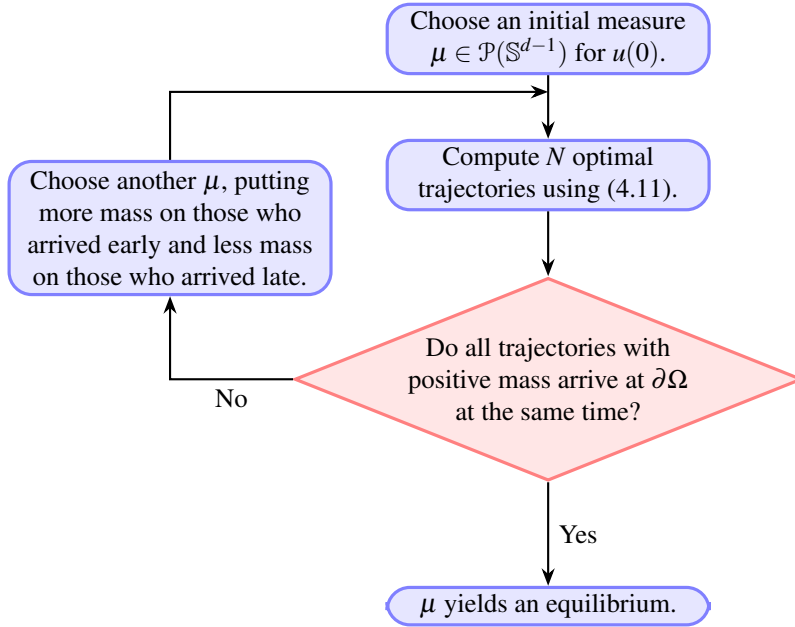 Choose an initial measure
μ ∈ 𝒫(𝕊^{d−1}) for u(0).
Compute N optimal
trajectories using (4.11).
Choose another μ, putting
more mass on those who
arrived early and less mass
on those who arrived late.
Do all trajectories with
positive mass arrive at ∂Ω
at the same time?
No
Yes
μ yields an equilibrium.